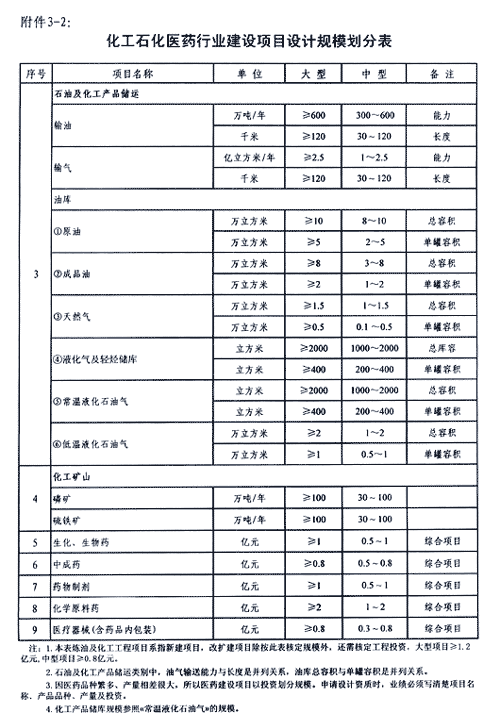 附件3-2:
化工石化医药行业建设项目设计规模划分表
序号 项目名称 单位 大型 中型 备注
3
石油及化工产品储运
输油 万吨/年 ≥600 300~600 能力
千米 ≥120 30~120 长度
输气 亿立方米/年 ≥2.5 1~2.5 能力
千米 ≥120 30~120 长度
油库
①原油 万立方米 ≥10 8~10 总容积
万立方米 ≥5 2~5 单罐容积
②成品油 万立方米 ≥8 3~8 总容积
万立方米 ≥2 1~2 单罐容积
③天然气 万立方米 ≥1.5 1~1.5 总容积
万立方米 ≥0.5 0.1~0.5 单罐容积
④液化气及轻烃储库 立方米 ≥2000 1000~2000 总库容
立方米 ≥400 200~400 单罐容积
⑤常温液化石油气 立方米 ≥2000 1000~2000 总容积
立方米 ≥400 200~400 单罐容积
⑥低温液化石油气 万立方米 ≥2 1~2 总容积
万立方米 ≥1 0.5~1 单罐容积
4
化工矿山
磷矿 万吨/年 ≥100 30~100
硫铁矿 万吨/年 ≥100 30~100
5 生化、生物药 亿元 ≥1 0.5~1 综合项目
6 中成药 亿元 ≥0.8 0.5~0.8 综合项目
7 药物制剂 亿元 ≥1 0.5~1 综合项目
8 化学原料药 亿元 ≥2 1~2 综合项目
9 医疗器械(含药品内包装) 亿元 ≥0.8 0.3~0.8 综合项目
注: 1.本表炼油及化工工程项目系指新建项目,改扩建项目除按此表核定规模外,还需核定工程投资,大型项目≥1.2
亿元,中型项目≥0.8亿元。
2.石油及化工产品储运类别中,油气输送能力与长度是并列关系,油库总容积与单罐容积是并列关系。
3.因医药品种繁多、产量相差很大,所以医药建设项目以投资划分规模。申请设计资质时,业绩必须写清楚项目名
称、产品品种、产量及投资。
4.化工产品储库规模参照«常温液化石油气»的规模。